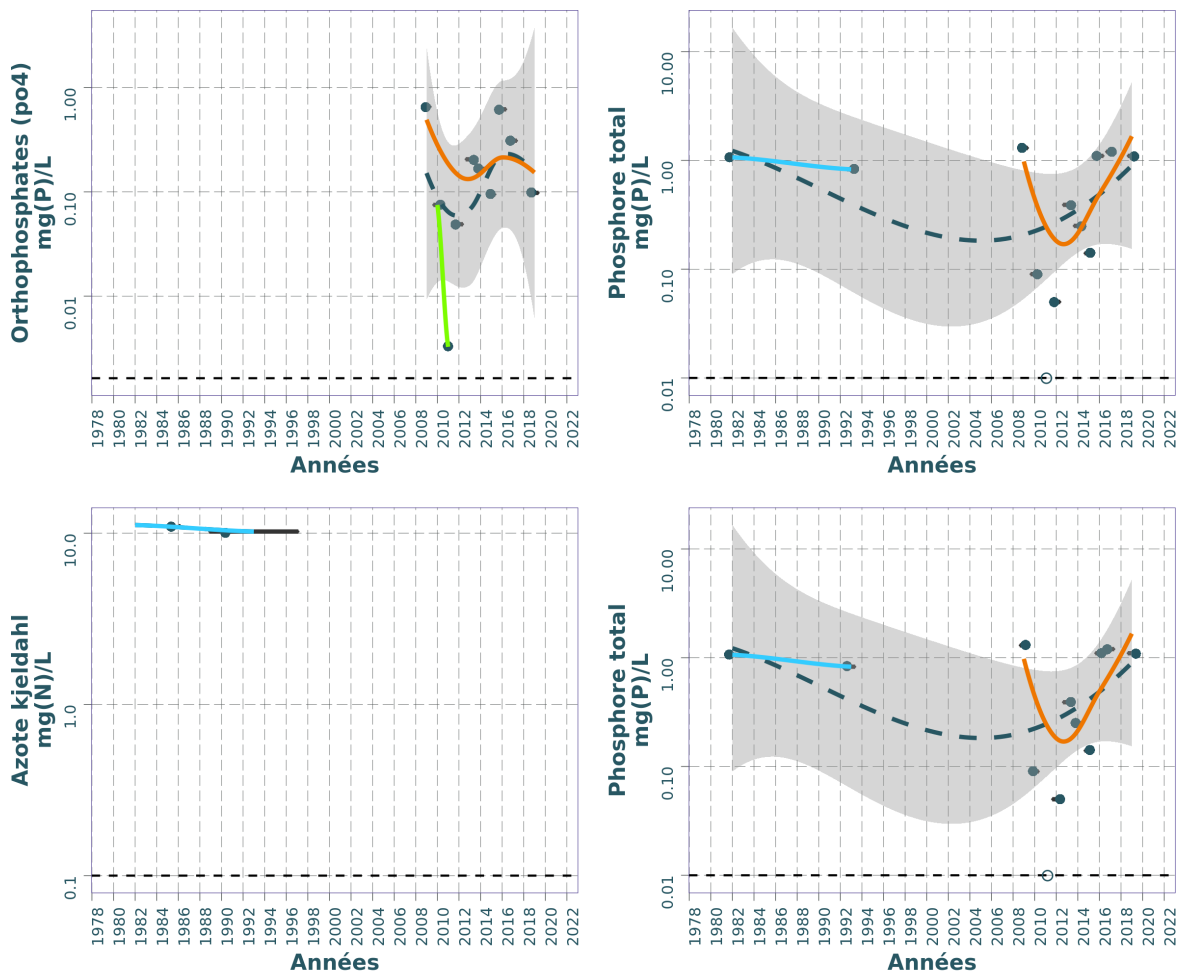 Orthophosphates (po4)
mg(P)/L
1.00
0.10
0.01
1978 1980 1982 1984 1986 1988 1990 1992 1994 1996 1998 2000 2002 2004 2006 2008 2010 2012 2014 2016 2018 2020 2022
Années
Phosphore total
mg(P)/L
10.00
1.00
0.10
0.01
1978 1980 1982 1984 1986 1988 1990 1992 1994 1996 1998 2000 2002 2004 2006 2008 2010 2012 2014 2016 2018 2020 2022
Années
Azote kjeldahl
mg(N)/L
10.0
1.0
0.1
1978 1980 1982 1984 1986 1988 1990 1992 1994 1996 1998 2000 2002 2004 2006 2008 2010 2012 2014 2016 2018 2020 2022
Années
Phosphore total
mg(P)/L
10.00
1.00
0.10
0.01
1978 1980 1982 1984 1986 1988 1990 1992 1994 1996 1998 2000 2002 2004 2006 2008 2010 2012 2014 2016 2018 2020 2022
Années